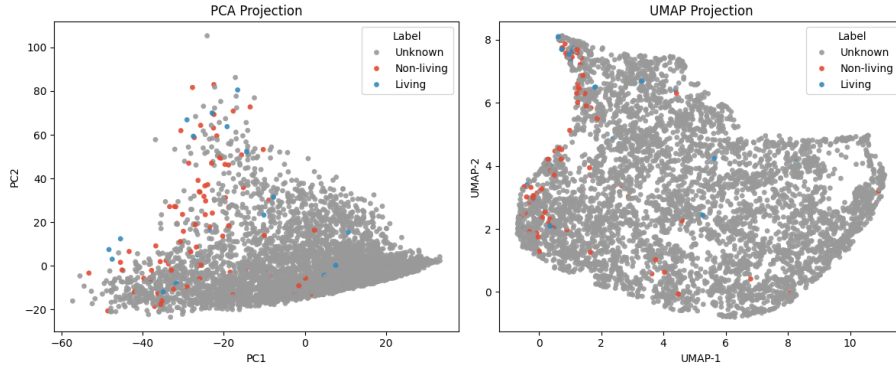 PCA Projection
Label
Unknown
Non-living
Living
100
80
60
40
20
0
−20
PC2
−60
−40
−20
0
20
PC1
UMAP Projection
Label
Unknown
Non-living
Living
8
6
4
2
0
UMAP-2
0
2
4
6
8
10
UMAP-1